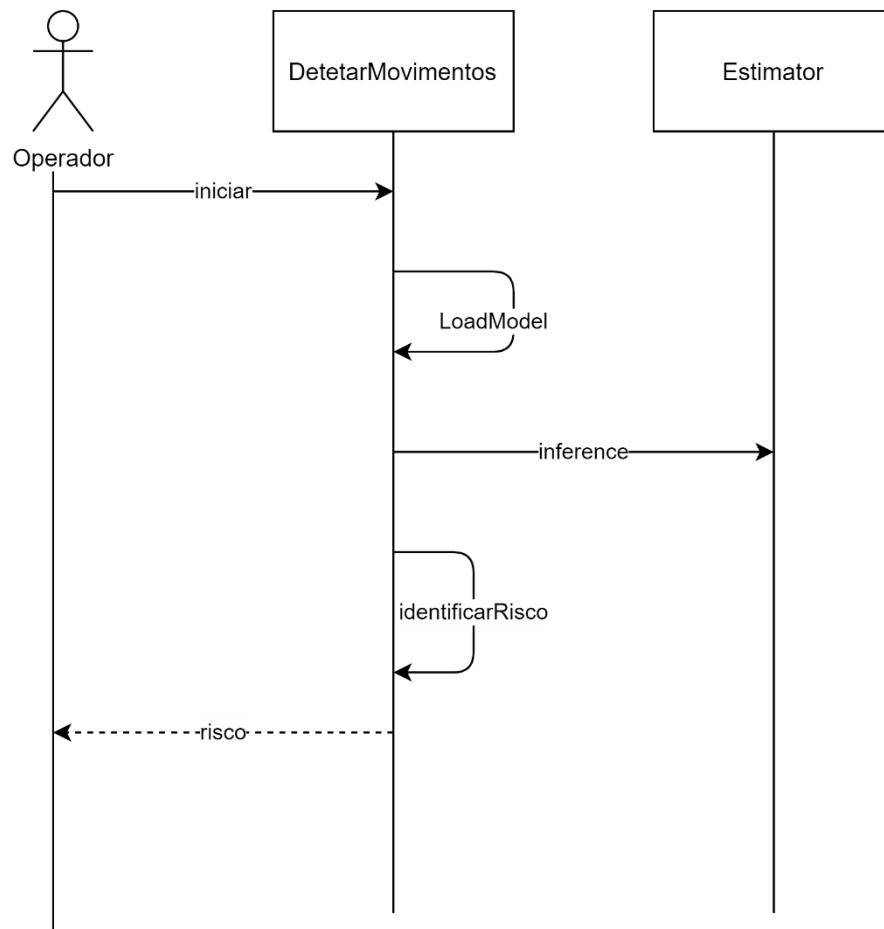 DetetarMovimentos
Estimator
Operador
iniciar
LoadModel
inference
identificarRisco
risco